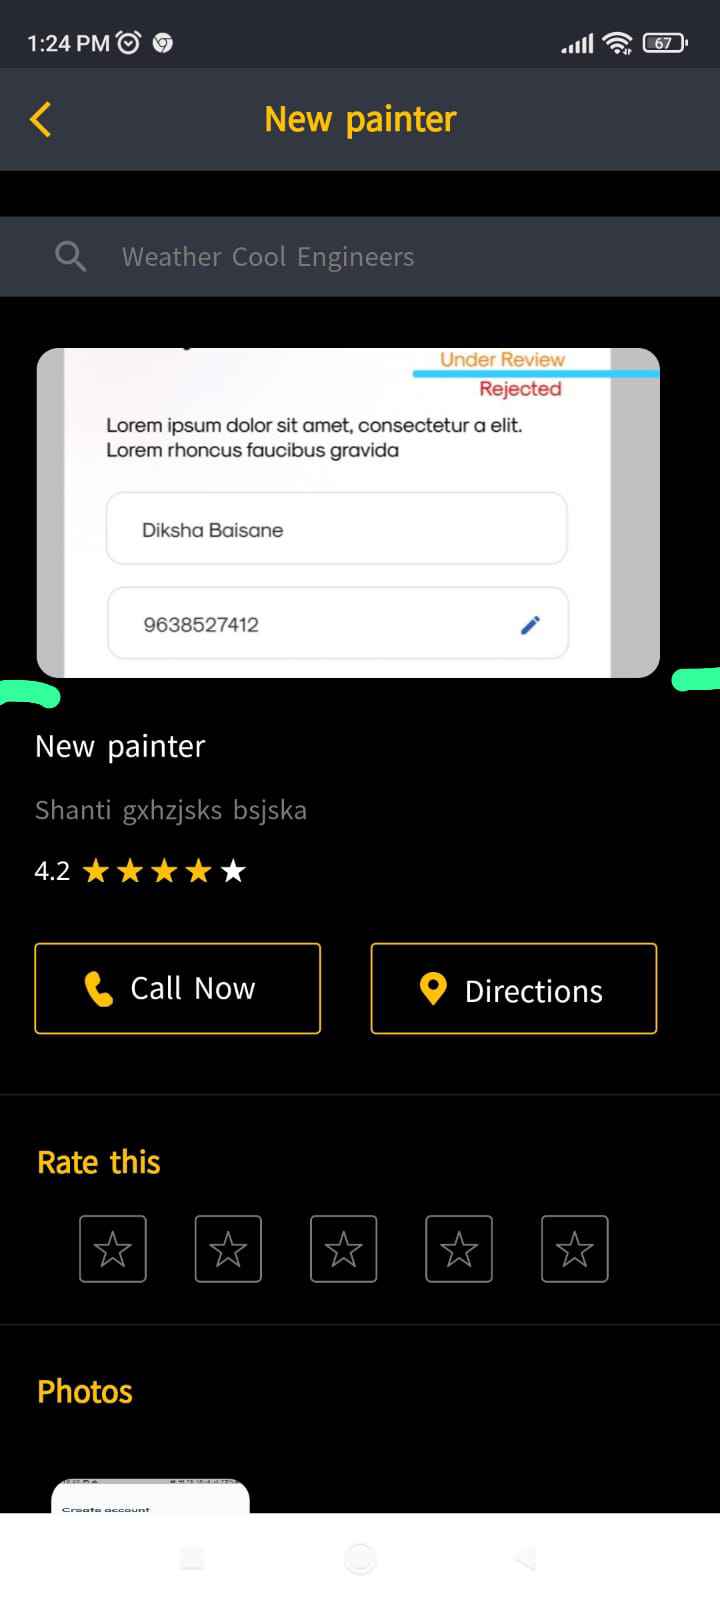 1:24 PM 67
New painter
Weather Cool Engineers
Under Review
Rejected
Lorem ipsum dolor sit amet, consectetur a elit.
Lorem rhoncus faucibus gravida
Diksha Baisane
9638527412
New painter
Shanti gxhzjsks bsjska
4.2
Call Now
Directions
Rate this
Photos
Create account